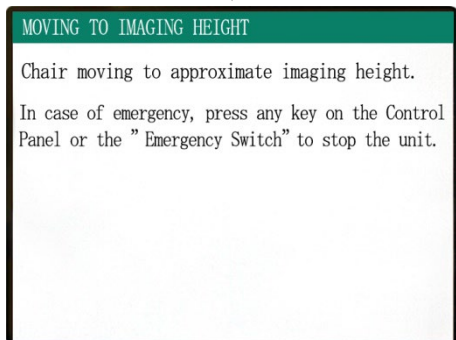 MOVING TO IMAGING HEIGHT
Chair moving to approximate imaging height.
In case of emergency, press any key on the Control
Panel or the ” Emergency Switch” to stop the unit.